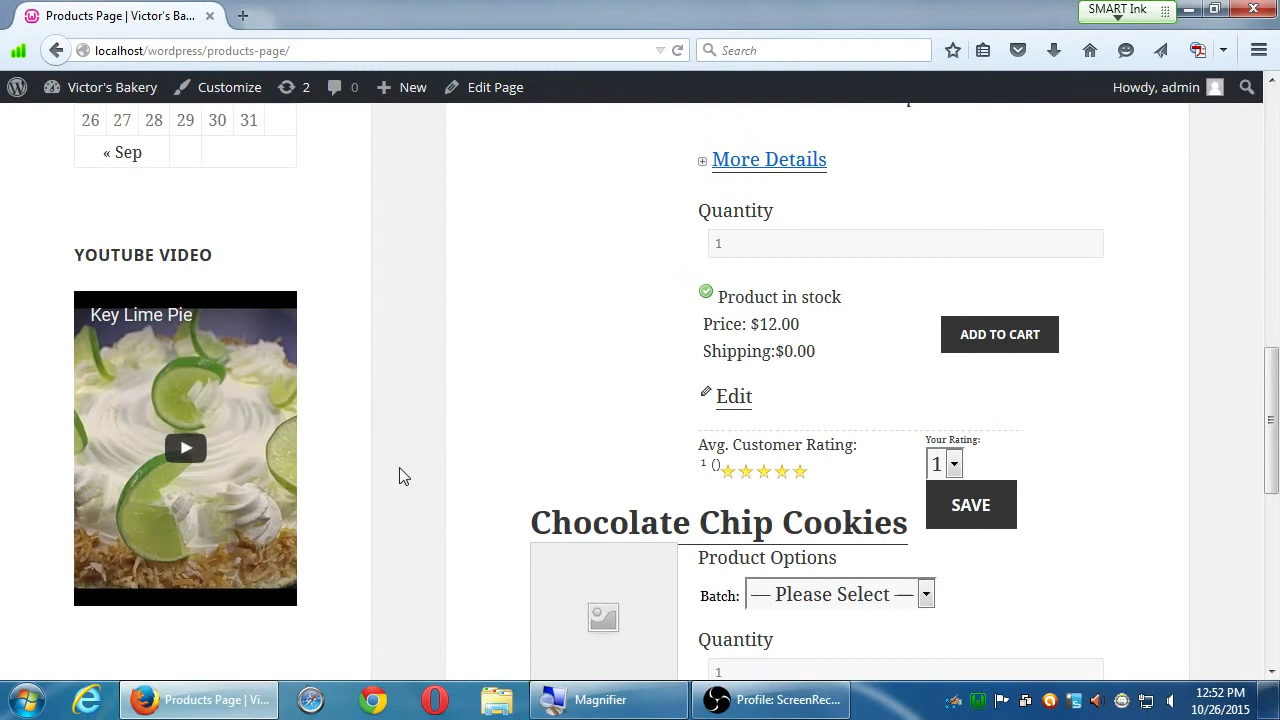 Products Page | Victor's Ba...
SMART Ink
localhost/wordpress/products-page/
Search
Victor's Bakery
Customize
2
0
New
Edit Page
Howdy, admin
26 27 28 29 30 31
« Sep
YOUTUBE VIDEO
Key Lime Pie
More Details
Quantity
1
Product in stock
Price: $12.00
Shipping:$0.00
ADD TO CART
Edit
Avg. Customer Rating:
1 ()
Your Rating:
1
SAVE
Chocolate Chip Cookies
Product Options
Batch:
— Please Select —
Quantity
1
Products Page | Vi...
Magnifier
Profile: ScreenRec...
12:52 PM
10/26/2015